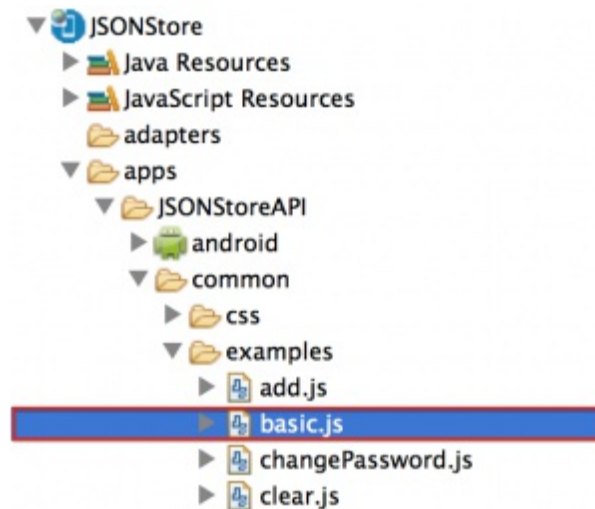 JSONStore
Java Resources
JavaScript Resources
adapters
apps
JSONStoreAPI
android
common
css
examples
add.js
basic.js
changePassword.js
clear.js